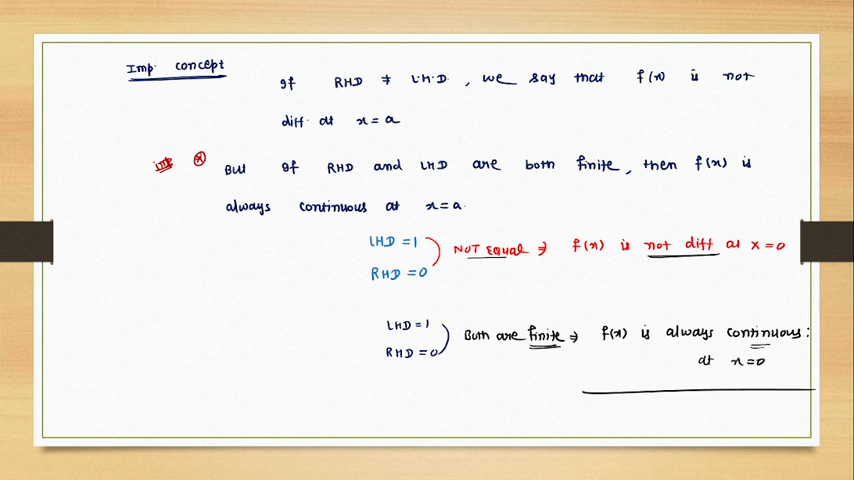 Imp. concept
If RHD ≠ L.H.D., we say that f(x) is not
diff. at x = a
imp * But if RHD and LHD are both finite, then f(x) is
always continuous at x = a.
LHD = 1
NOT EQUAL ⇒ f(x) is not diff at x = 0
RHD = 0
LHD = 1
Both are finite ⇒ f(x) is always continuous:
RHD = 0
at x = 0